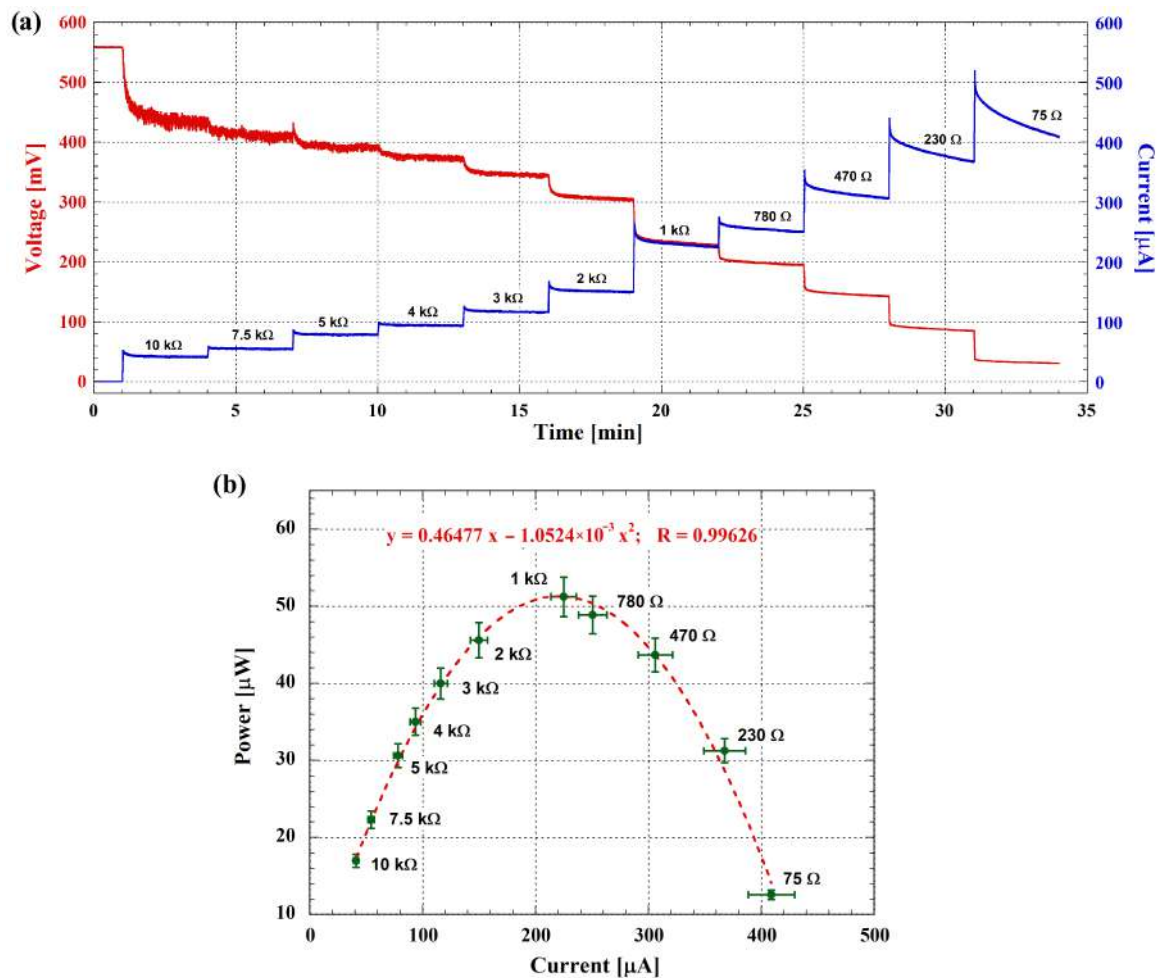 (a)
600
500
400
300
200
100
0
Voltage [mV]
10 kΩ
7.5 kΩ
5 kΩ
4 kΩ
3 kΩ
2 kΩ
1 kΩ
780 Ω
470 Ω
230 Ω
75 Ω
600
500
400
300
200
100
0
Current [μA]
0 5 10 15 20 25 30 35
Time [min]
(b)
y = 0.46477 x − 1.0524×10⁻³ x²; R = 0.99626
60
50
40
30
20
10
Power [μW]
1 kΩ
780 Ω
2 kΩ
470 Ω
3 kΩ
4 kΩ
230 Ω
5 kΩ
7.5 kΩ
10 kΩ
75 Ω
0 100 200 300 400 500
Current [μA]